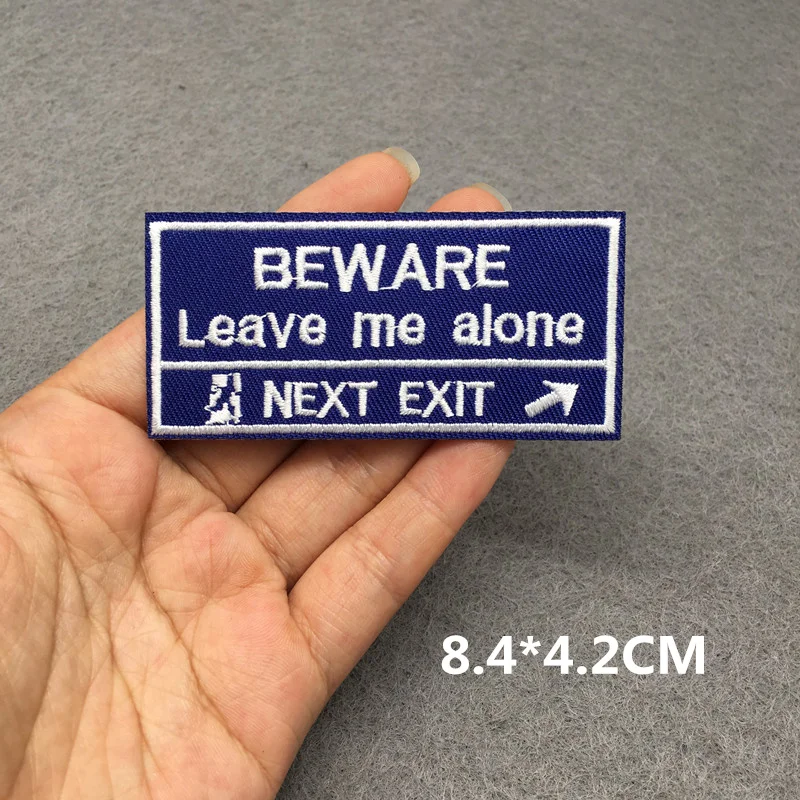 BEWARE
Leave me alone
NEXT EXIT
8.4*4.2CM